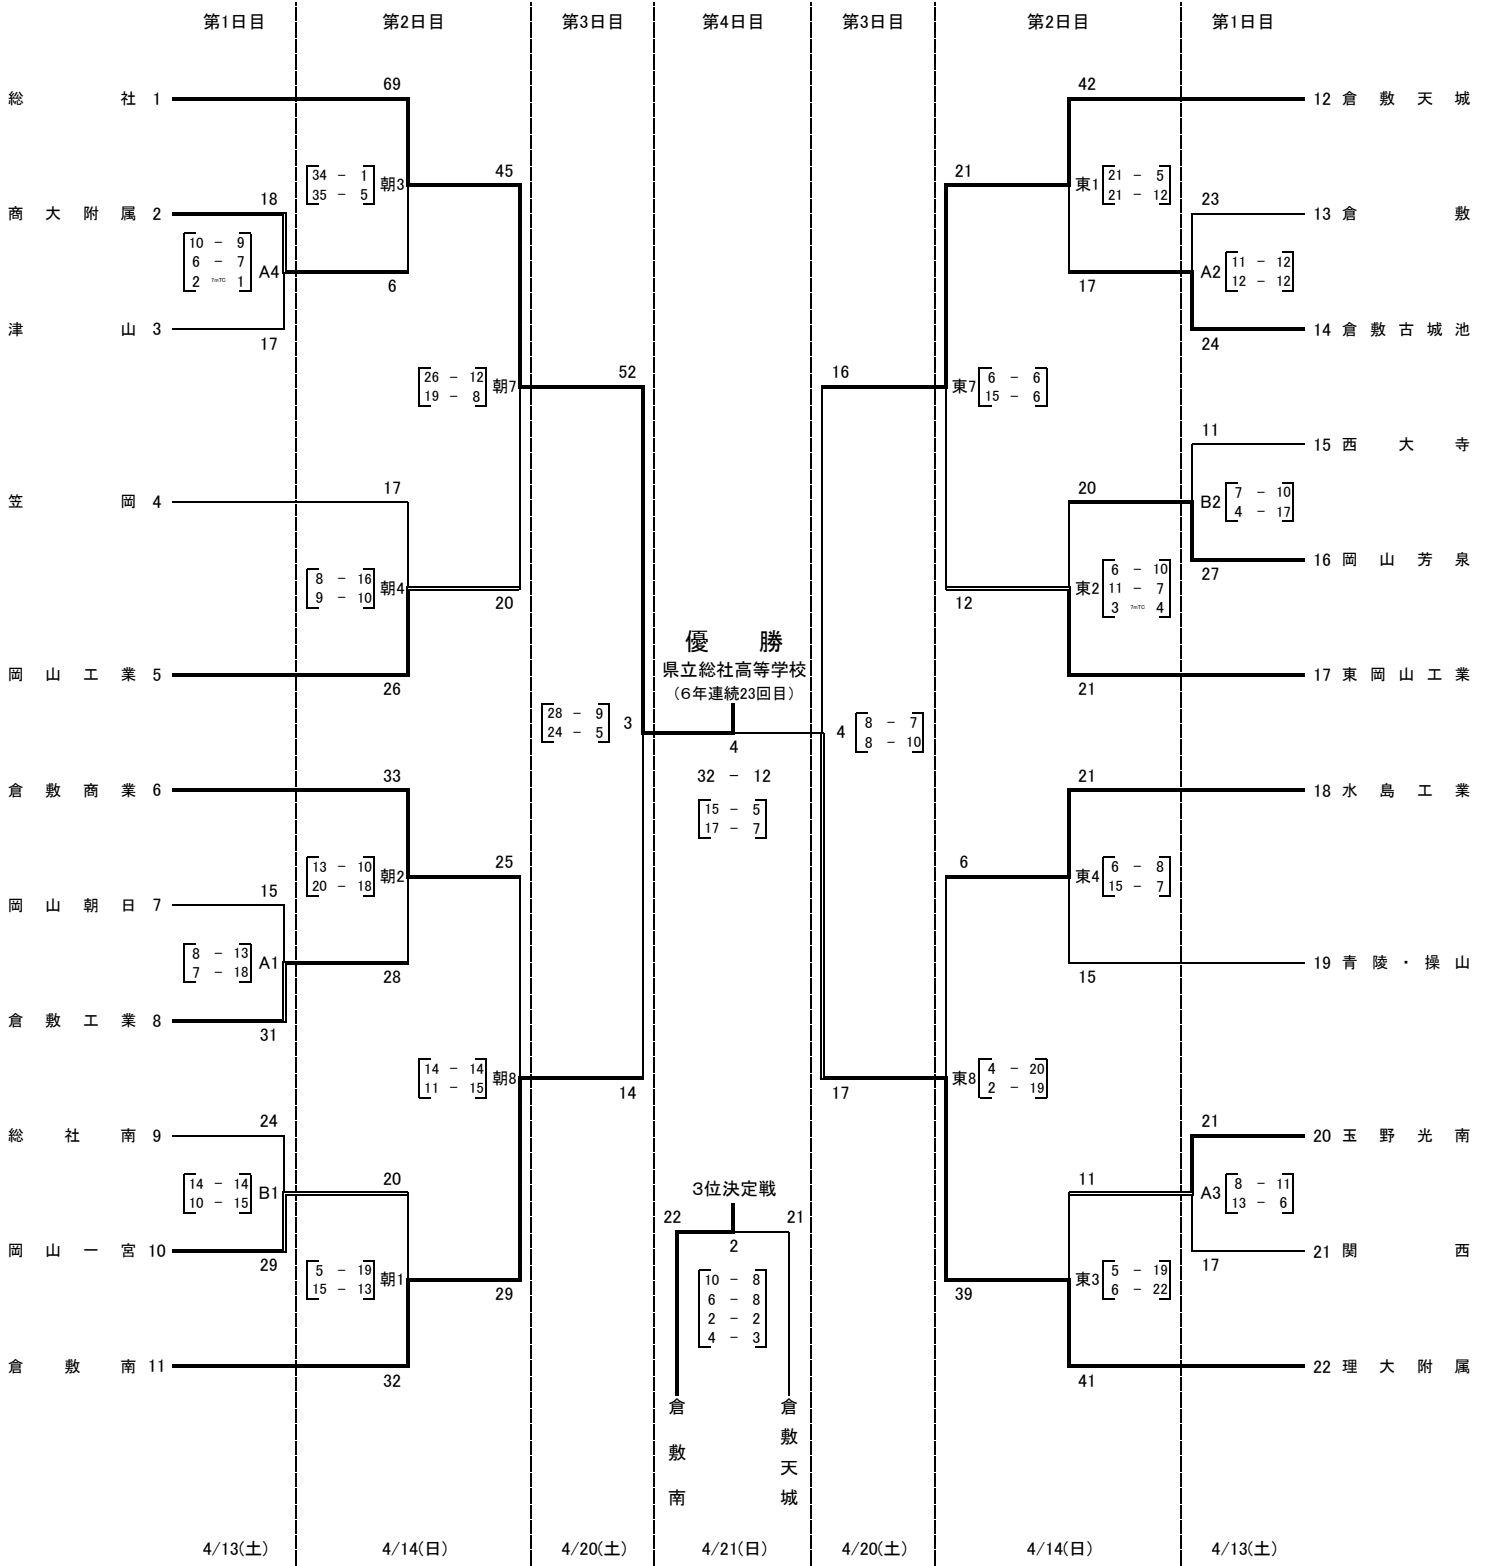 第1日目 第2日目 第3日目 第4日目 第3日目 第2日目 第1日目
69 42
総社 1 12 倉敷天城
45 21
34 - 1 朝3 東1 21 - 5
35 - 5 21 - 12
18 23
商大附属 2 13 倉敷
10 - 9
6 - 7 A4 A2 11 - 12
2 7mTC 1 12 - 12
6 17
津山 3 14 倉敷古城池
17 24
52 16
26 - 12 朝7 東7 6 - 6
19 - 8 15 - 6
11
15 西大寺
17 20
笠岡 4 B2 7 - 10
4 - 17
16 岡山芳泉
8 - 16 朝4 東2 6 - 10
9 - 10 11 - 7
3 7mTC 4
20 12 27
優勝
県立総社高等学校
岡山工業 5 17 東岡山工業
(6年連続23回目)
26 21
28 - 9 3 4 8 - 7
24 - 5 8 - 10
4
33 32 - 12 21
倉敷商業 6 18 水島工業
15 - 5
17 - 7
25 6
13 - 10 朝2 東4 6 - 8
20 - 18 15 - 7
15
岡山朝日 7
8 - 13 A1
7 - 18
19 青陵・操山
28 15
倉敷工業 8
31
14 - 14 朝8 東8 4 - 20
11 - 15 2 - 19
14 17
24 21
総社南 9 20 玉野光南
20 11
14 - 14 B1 A3 8 - 11
10 - 15 13 - 6
3位決定戦
22 21
2
岡山一宮 10 21 関西
29 17
5 - 19 朝1 東3 5 - 19
15 - 13 6 - 22
29 39
10 - 8
6 - 8
2 - 2
4 - 3
倉敷南 11 22 理大附属
32 41
倉敷南
倉敷天城
4/13(土) 4/14(日) 4/20(土) 4/21(日) 4/20(土) 4/14(日) 4/13(土)